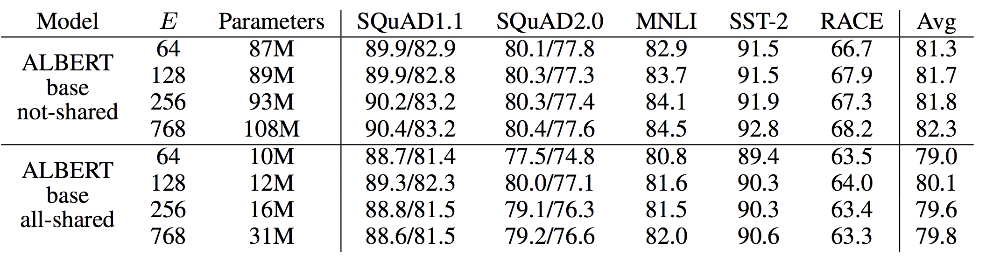 Model E Parameters SQuAD1.1 SQuAD2.0 MNLI SST-2 RACE Avg
ALBERT base not-shared
64 87M 89.9/82.9 80.1/77.8 82.9 91.5 66.7 81.3
128 89M 89.9/82.8 80.3/77.3 83.7 91.5 67.9 81.7
256 93M 90.2/83.2 80.3/77.4 84.1 91.9 67.3 81.8
768 108M 90.4/83.2 80.4/77.6 84.5 92.8 68.2 82.3
ALBERT base all-shared
64 10M 88.7/81.4 77.5/74.8 80.8 89.4 63.5 79.0
128 12M 89.3/82.3 80.0/77.1 81.6 90.3 64.0 80.1
256 16M 88.8/81.5 79.1/76.3 81.5 90.3 63.4 79.6
768 31M 88.6/81.5 79.2/76.6 82.0 90.6 63.3 79.8